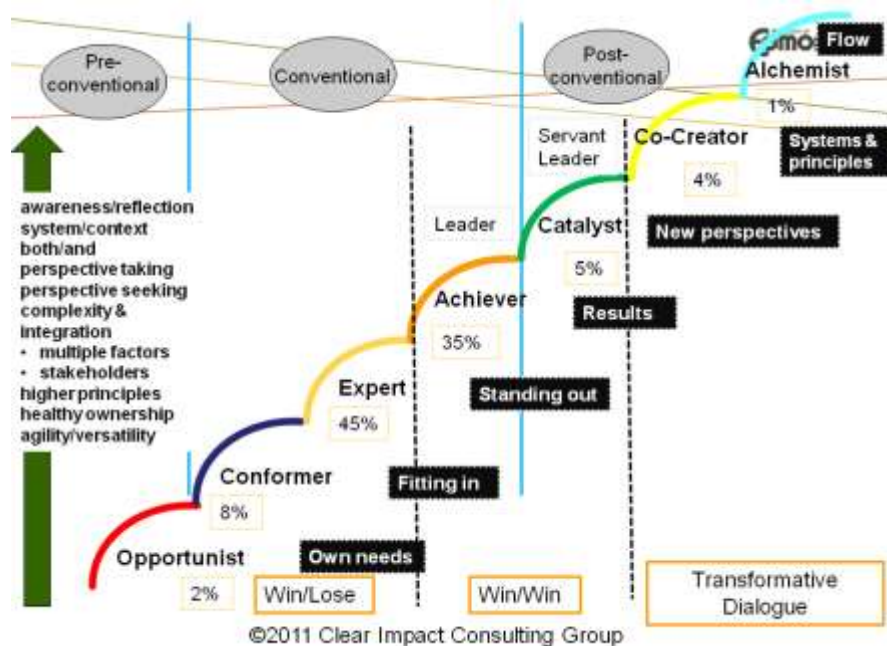 Pre-
conventional
Conventional
Post-
conventional
Flow
Alchemist
1%
Servant
Leader
Co-Creator
4%
Systems &
principles
awareness/reflection
system/context
both/and
perspective taking
perspective seeking
complexity &
integration
• multiple factors
• stakeholders
higher principles
healthy ownership
agility/versatility
Leader
Catalyst
5%
New perspectives
Achiever
35%
Results
Expert
45%
Standing out
Conformer
8%
Fitting in
Opportunist
2%
Own needs
Win/Lose
Win/Win
Transformative
Dialogue
©2011 Clear Impact Consulting Group